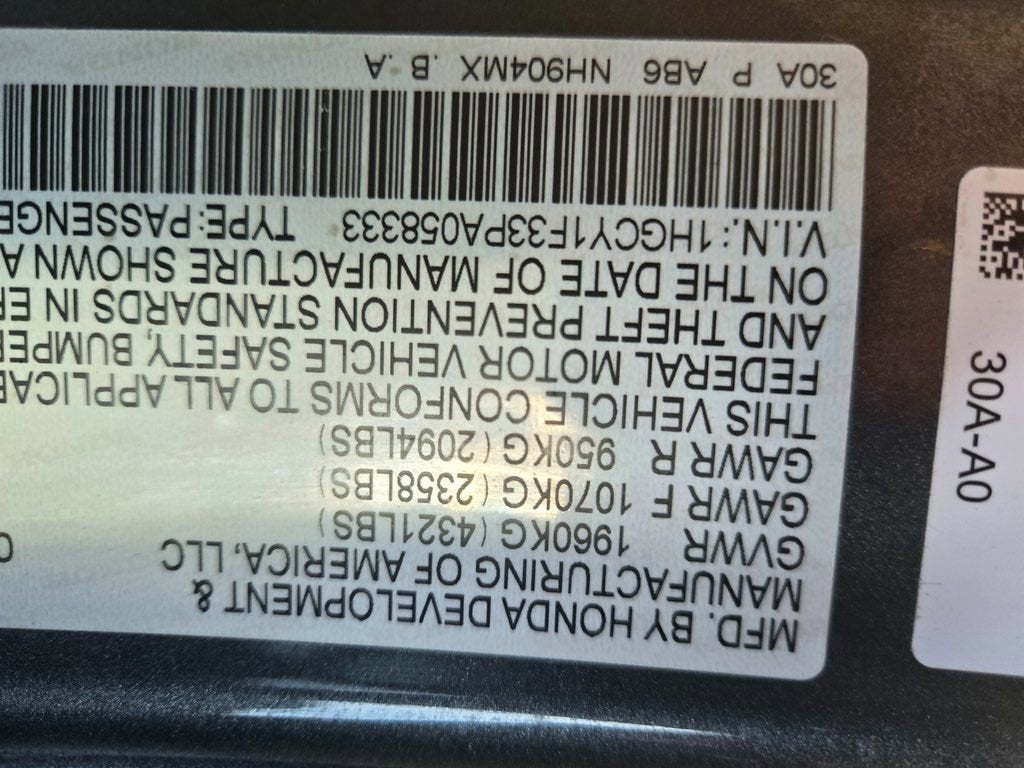 MFD. BY HONDA DEVELOPMENT &
MANUFACTURING OF AMERICA, LLC
GVWR 1960KG (4321LBS)
GAWR F 1070KG (2358LBS)
GAWR R 950KG (2094LBS)
THIS VEHICLE CONFORMS TO ALL APPLICAB
FEDERAL MOTOR VEHICLE SAFETY, BUMPER
AND THEFT PREVENTION STANDARDS IN EF
ON THE DATE OF MANUFACTURE SHOWN A
V.I.N.: 1HGCY1F33PA058333 TYPE: PASSENGE
30A P AB6 NH904MX . B . A
30A-A0